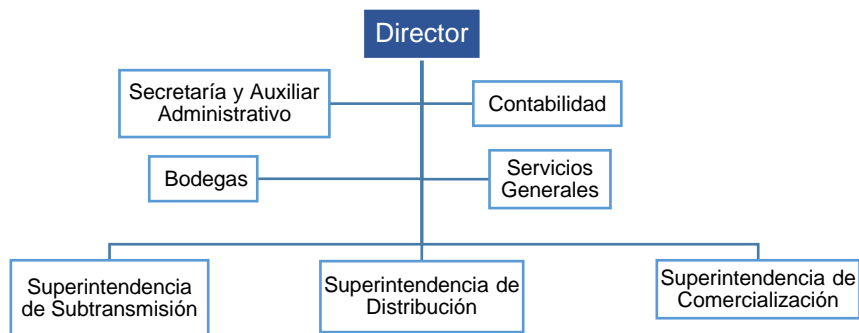 Director
Secretaría y Auxiliar
Administrativo
Contabilidad
Bodegas
Servicios
Generales
Superintendencia
de Subtransmisión
Superintendencia de
Distribución
Superintendencia de
Comercialización